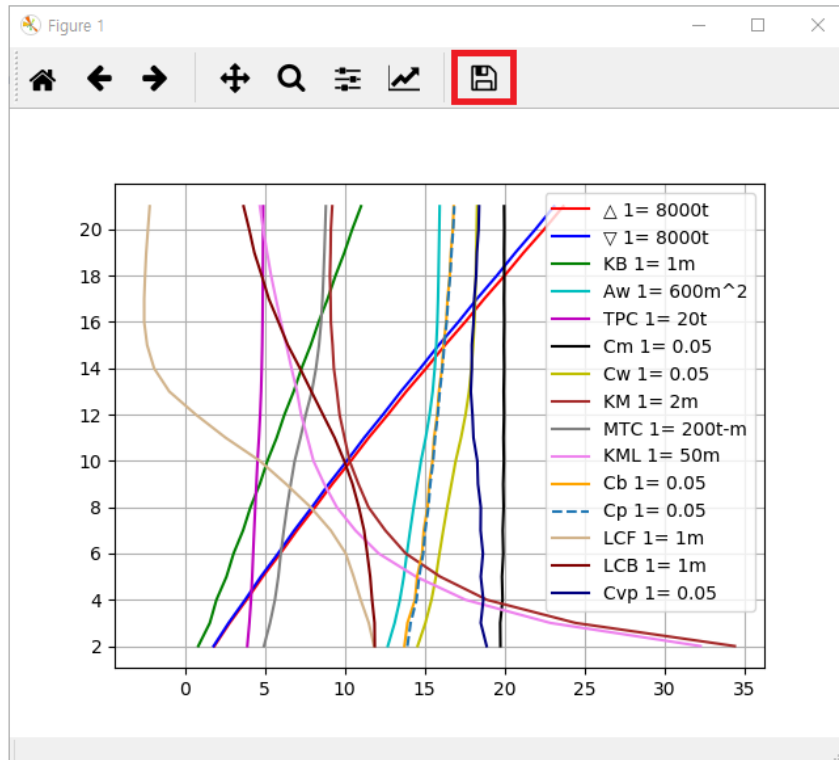 Figure 1
20
18
16
14
12
10
8
6
4
2
△ 1= 8000t
▽ 1= 8000t
KB 1= 1m
Aw 1= 600m^2
TPC 1= 20t
Cm 1= 0.05
Cw 1= 0.05
KM 1= 2m
MTC 1= 200t-m
KML 1= 50m
Cb 1= 0.05
Cp 1= 0.05
LCF 1= 1m
LCB 1= 1m
Cvp 1= 0.05
0 5 10 15 20 25 30 35